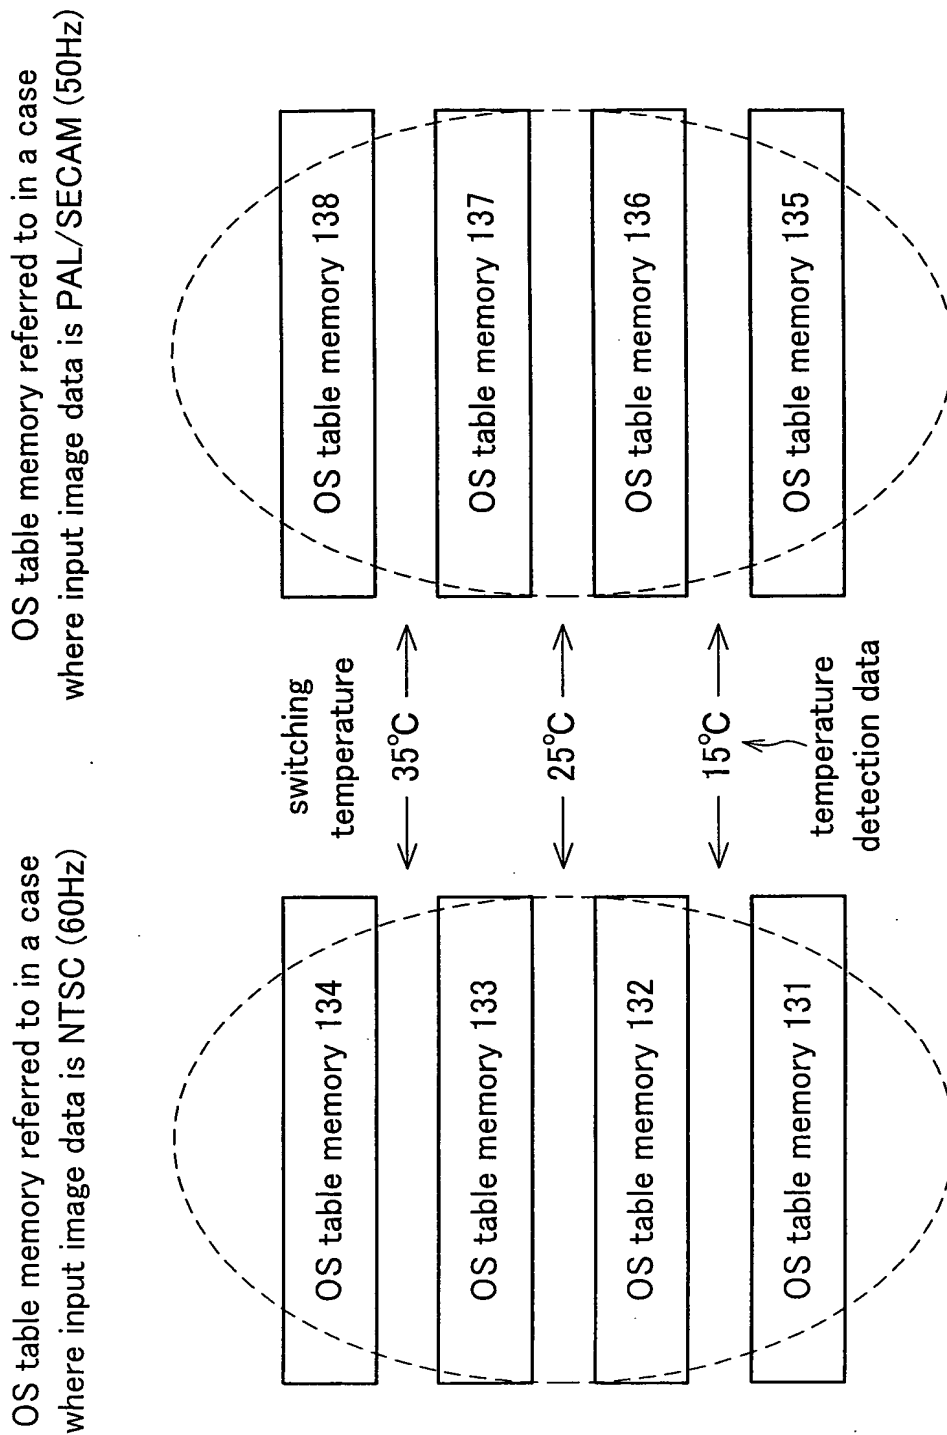 OS table memory referred to in a case
where input image data is NTSC (60Hz)
OS table memory 134
OS table memory 133
OS table memory 132
OS table memory 131
switching
temperature
35°C
25°C
15°C
temperature
detection data
OS table memory referred to in a case
where input image data is PAL/SECAM (50Hz)
OS table memory 138
OS table memory 137
OS table memory 136
OS table memory 135